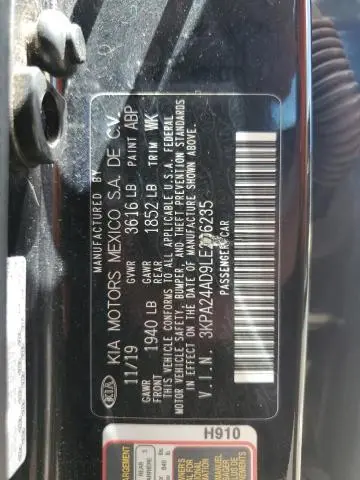 MANUFACTURED BY
KIA KIA MOTORS MEXICO S.A. DE C.V.
11/19 GVWR 3616 LB PAINT ABP
GAWR FRONT 1940 LB GAWR REAR 1852 LB TRIM WK
THIS VEHICLE CONFORMS TO ALL APPLICABLE U.S.A. FEDERAL
MOTOR VEHICLE SAFETY, BUMPER, AND THEFT PREVENTION STANDARDS
IN EFFECT ON THE DATE OF MANUFACTURE SHOWN ABOVE.
V.I.N.
PASSENGER CAR
H910